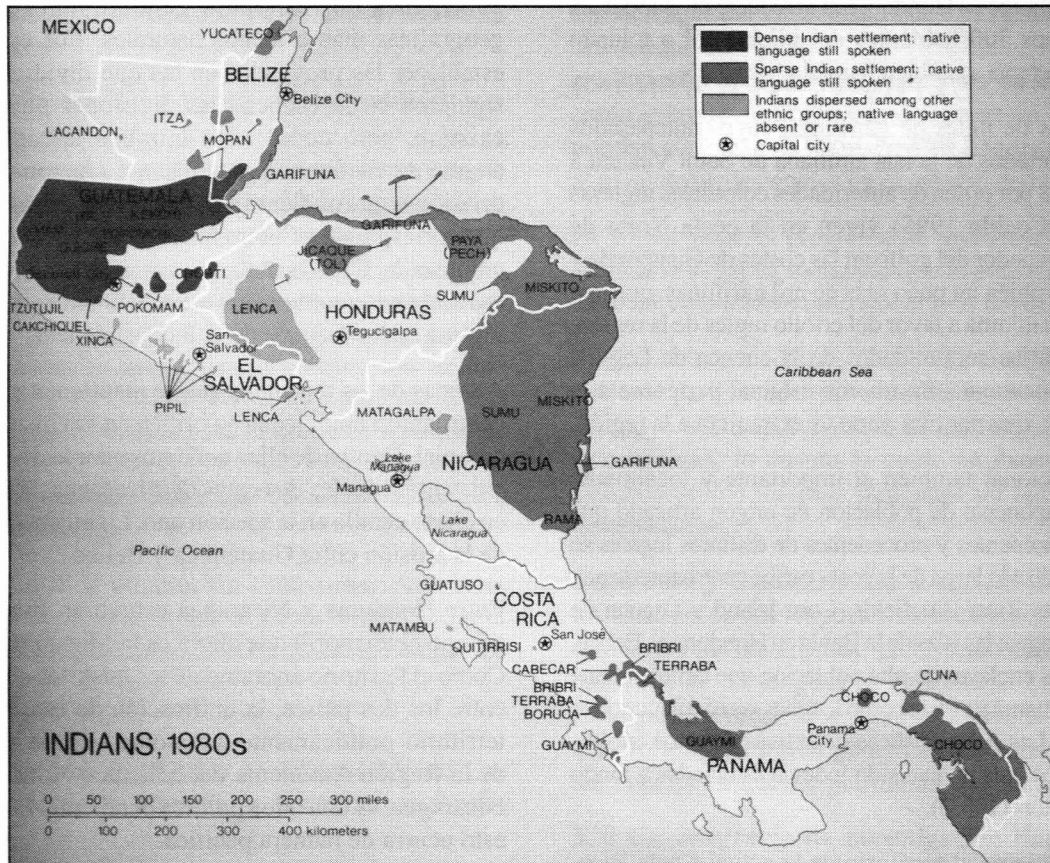 MEXICO
YUCATECO
BELIZE
Belize City
ITZA
LACANDON
MOPAN
GARIFUNA
GUATEMALA
KEKCHI
GARIFUNA
JICAQUE
(TOL)
PAYA
(PECH)
SUMU
MISKITO
POKOMAM
TZUTUJIL
CAKCHIQUEL
XINCA
LENCA
HONDURAS
Tegucigalpa
San
Salvador
EL
SALVADOR
PIPIL
LENCA
MATAGALPA
SUMU
MISKITO
Caribbean Sea
NICARAGUA
GARIFUNA
Lake
Managua
Managua
Lake
Nicaragua
RAMA
Pacific Ocean
GUATUSO
COSTA
RICA
San José
MATAMBU
QUITIRRISI
CABECAR
BRIBRI
TERRABA
BRIBRI
TERRABA
BORUCA
GUAYMI
GUAYMI
PANAMA
CHOCO
Panama
City
CUNA
CHOCO
Dense Indian settlement; native
language still spoken
Sparse Indian settlement; native
language still spoken
Indians dispersed among other
ethnic groups; native language
absent or rare
Capital city
INDIANS, 1980s
0 50 100 150 200 250 300 miles
0 100 200 300 400 kilometers